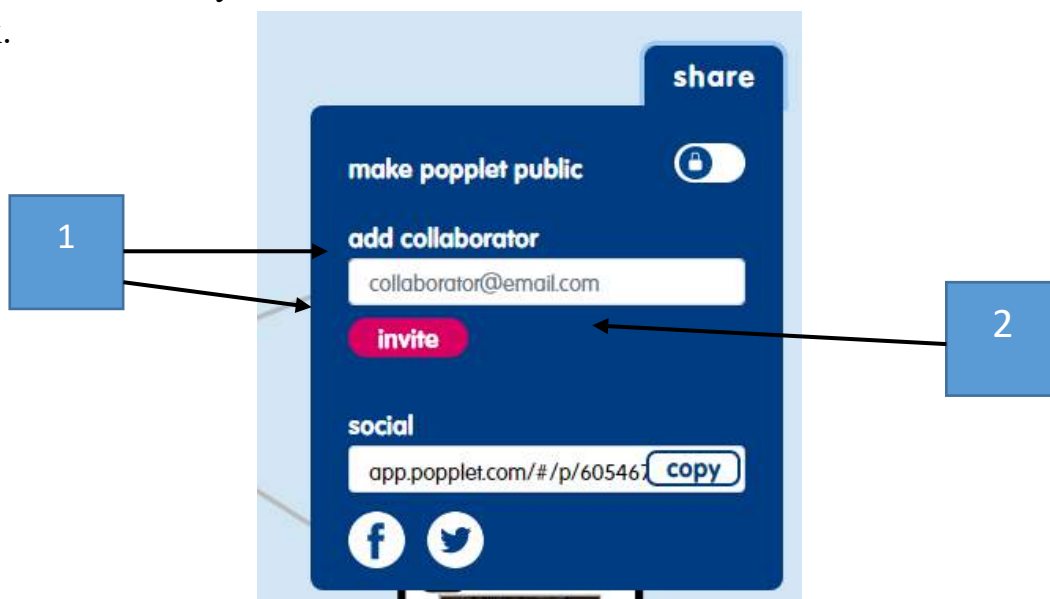 share
make popplet public
1
add collaborator
collaborator@email.com
2
invite
social
app.popplet.com/#/p/605467
copy